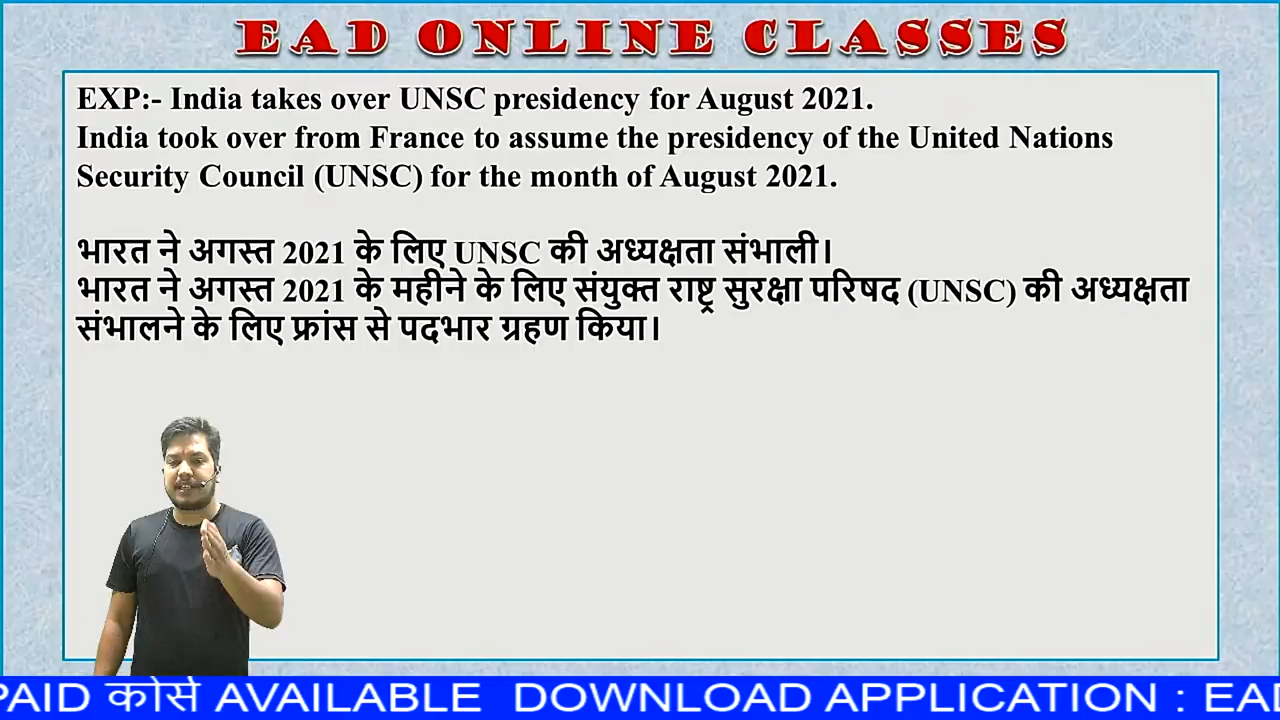 EAD ONLINE CLASSES
EXP:- India takes over UNSC presidency for August 2021.
India took over from France to assume the presidency of the United Nations
Security Council (UNSC) for the month of August 2021.
भारत ने अगस्त 2021 के लिए UNSC की अध्यक्षता संभाली।
भारत ने अगस्त 2021 के महीने के लिए संयुक्त राष्ट्र सुरक्षा परिषद (UNSC) की अध्यक्षता
संभालने के लिए फ्रांस से पदभार ग्रहण किया।
PAID कोर्स AVAILABLE DOWNLOAD APPLICATION : EAD